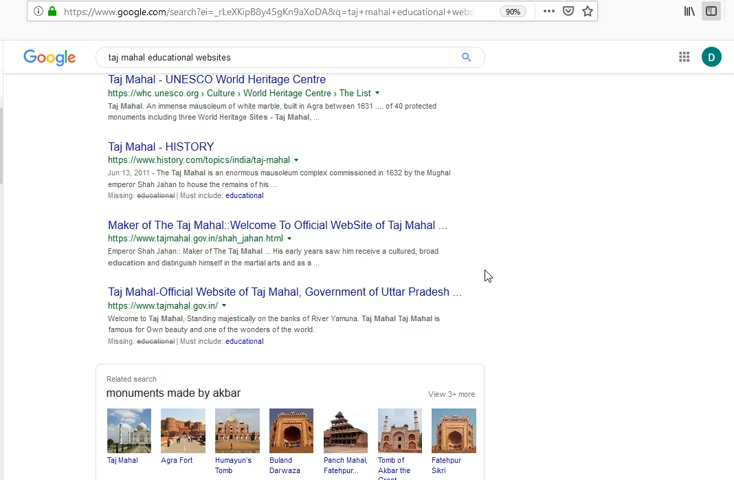 https://www.google.com/search?ei=_rLeXKipB8y45gKn9aXoDA&q=taj+mahal+educational+webs
90%
Google
taj mahal educational websites
D
Taj Mahal - UNESCO World Heritage Centre
https://whc.unesco.org › Culture › World Heritage Centre › The List
Taj Mahal. An immense mausoleum of white marble, built in Agra between 1631 .... of 40 protected
monuments including three World Heritage Sites - Taj Mahal, ...
Taj Mahal - HISTORY
https://www.history.com/topics/india/taj-mahal
Jun 13, 2011 - The Taj Mahal is an enormous mausoleum complex commissioned in 1632 by the Mughal
emperor Shah Jahan to house the remains of his ...
Missing: educational | Must include: educational
Maker of The Taj Mahal::Welcome To Official WebSite of Taj Mahal ...
https://www.tajmahal.gov.in/shah_jahan.html
Emperor Shah Jahan:: Maker of The Taj Mahal ... His early years saw him receive a cultured, broad
education and distinguish himself in the martial arts and as a ...
Taj Mahal-Official Website of Taj Mahal, Government of Uttar Pradesh ...
https://www.tajmahal.gov.in/
Welcome to Taj Mahal, Standing majestically on the banks of River Yamuna. Taj Mahal Taj Mahal is
famous for Own beauty and one of the wonders of the world.
Missing: educational | Must include: educational
Related search
monuments made by akbar
View 3+ more
Taj Mahal
Agra Fort
Humayun's
Tomb
Buland
Darwaza
Panch Mahal,
Fatehpur...
Tomb of
Akbar the
Great
Fatehpur
Sikri